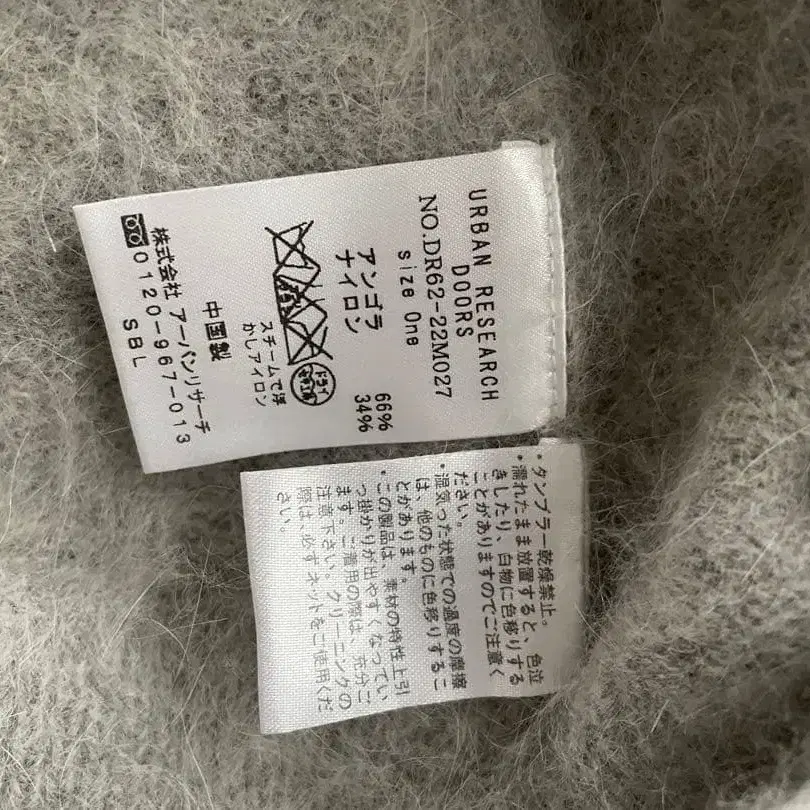 URBAN RESEARCH
DOORS
NO.DR62-22M027
size One
アンゴラ 66%
ナイロン 34%
ドライ
スチームで浮
かしアイロン
中国製
株式会社 アーバンリサーチ
0120-967-013
SBL
・タンブラー乾燥禁止。
・濡れたまま放置すると、色泣
きしたり、白物に色移りする
ことがありますのでご注意く
ださい。
・湿気った状態での過度の摩擦
は、他のものに色移りするこ
とがあります。
・この製品は、素材の特性上引
っ掛かりが出やすくなってい
ます。ご着用の際は、充分ご
注意下さい。クリーニングの
際は、必ずネットをご使用くだ
さい。